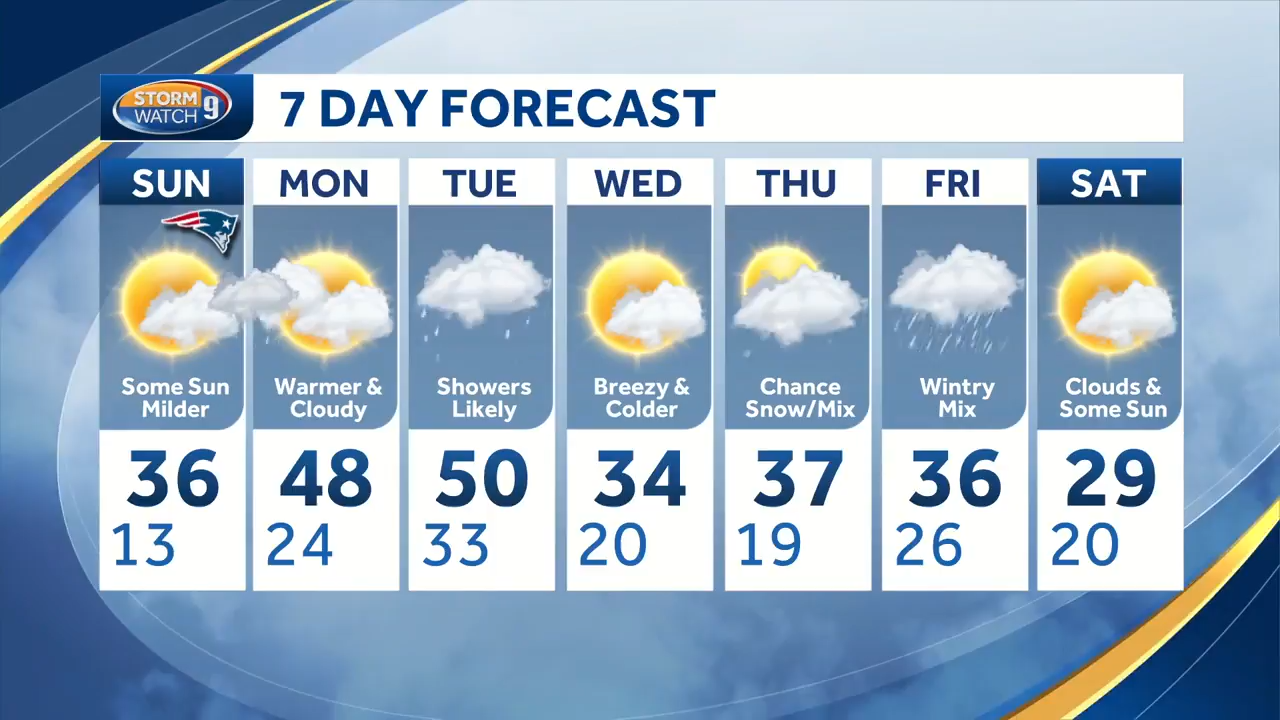 STORM
WATCH 9
7 DAY FORECAST
SUN
MON
TUE
WED
THU
FRI
SAT
Some Sun
Milder
Warmer &
Cloudy
Showers
Likely
Breezy &
Colder
Chance
Snow/Mix
Wintry
Mix
Clouds &
Some Sun
36
48
50
34
37
36
29
13
24
33
20
19
26
20